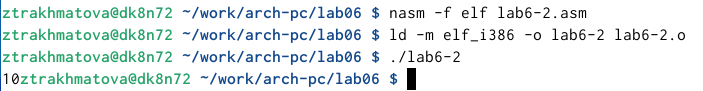 ztrakhmatova@dk8n72 ~/work/arch-pc/lab06 $ nasm -f elf lab6-2.asm
ztrakhmatova@dk8n72 ~/work/arch-pc/lab06 $ ld -m elf_i386 -o lab6-2 lab6-2.o
ztrakhmatova@dk8n72 ~/work/arch-pc/lab06 $ ./lab6-2
10ztrakhmatova@dk8n72 ~/work/arch-pc/lab06 $